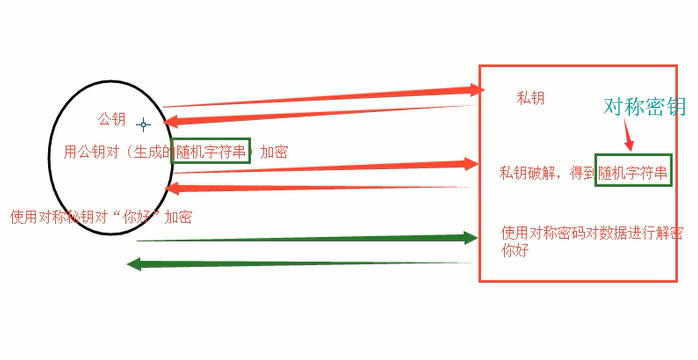 公钥
用公钥对（生成的随机字符串）加密
使用对称秘钥对“你好”加密
私钥
对称密钥
私钥破解，得到随机字符串
使用对称密码对数据进行解密
你好